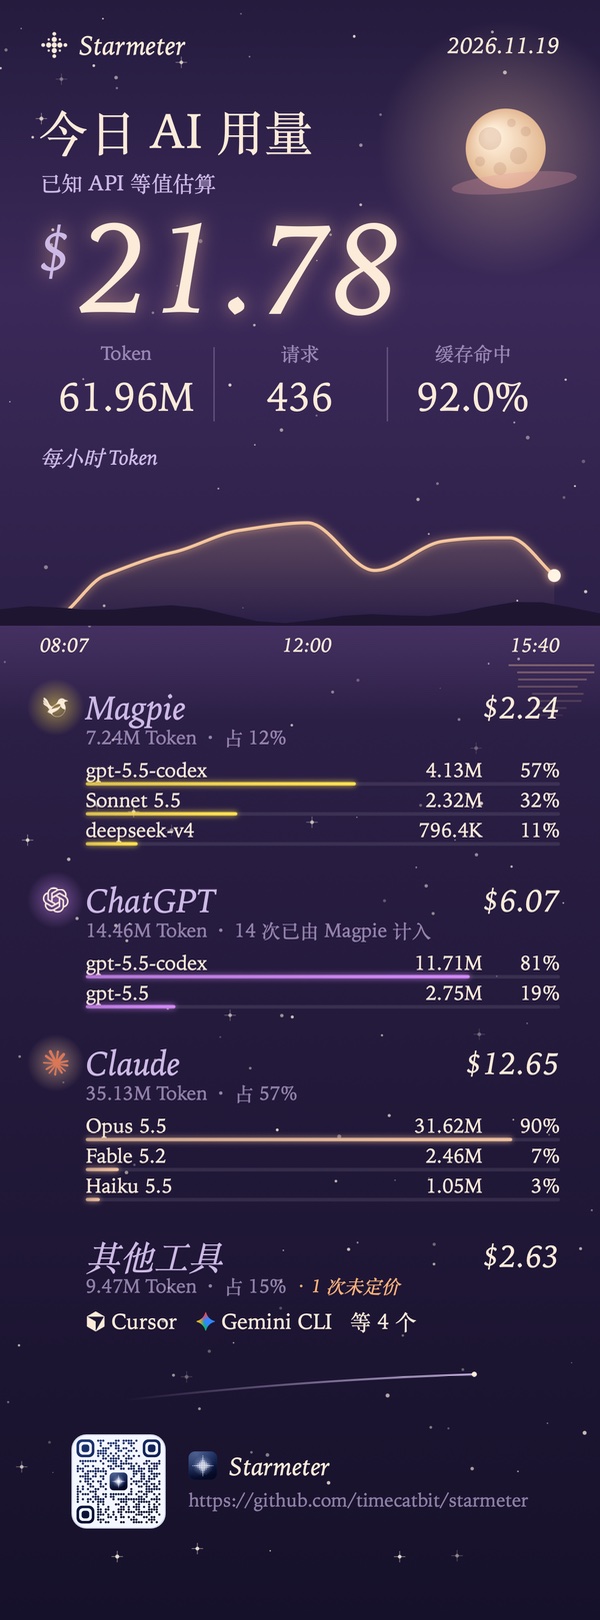 Starmeter
2026.11.19
今日 AI 用量
已知 API 等值估算
$21.78
Token 请求 缓存命中
61.96M 436 92.0%
每小时 Token
08:07 12:00 15:40
Magpie $2.24
7.24M Token · 占 12%
gpt-5.5-codex 4.13M 57%
Sonnet 5.5 2.32M 32%
deepseek-v4 796.4K 11%
ChatGPT $6.07
14.46M Token · 14 次已由 Magpie 计入
gpt-5.5-codex 11.71M 81%
gpt-5.5 2.75M 19%
Claude $12.65
35.13M Token · 占 57%
Opus 5.5 31.62M 90%
Fable 5.2 2.46M 7%
Haiku 5.5 1.05M 3%
其他工具 $2.63
9.47M Token · 占 15% · 1 次未定价
Cursor Gemini CLI 等 4 个
Starmeter
https://github.com/timecatbit/starmeter